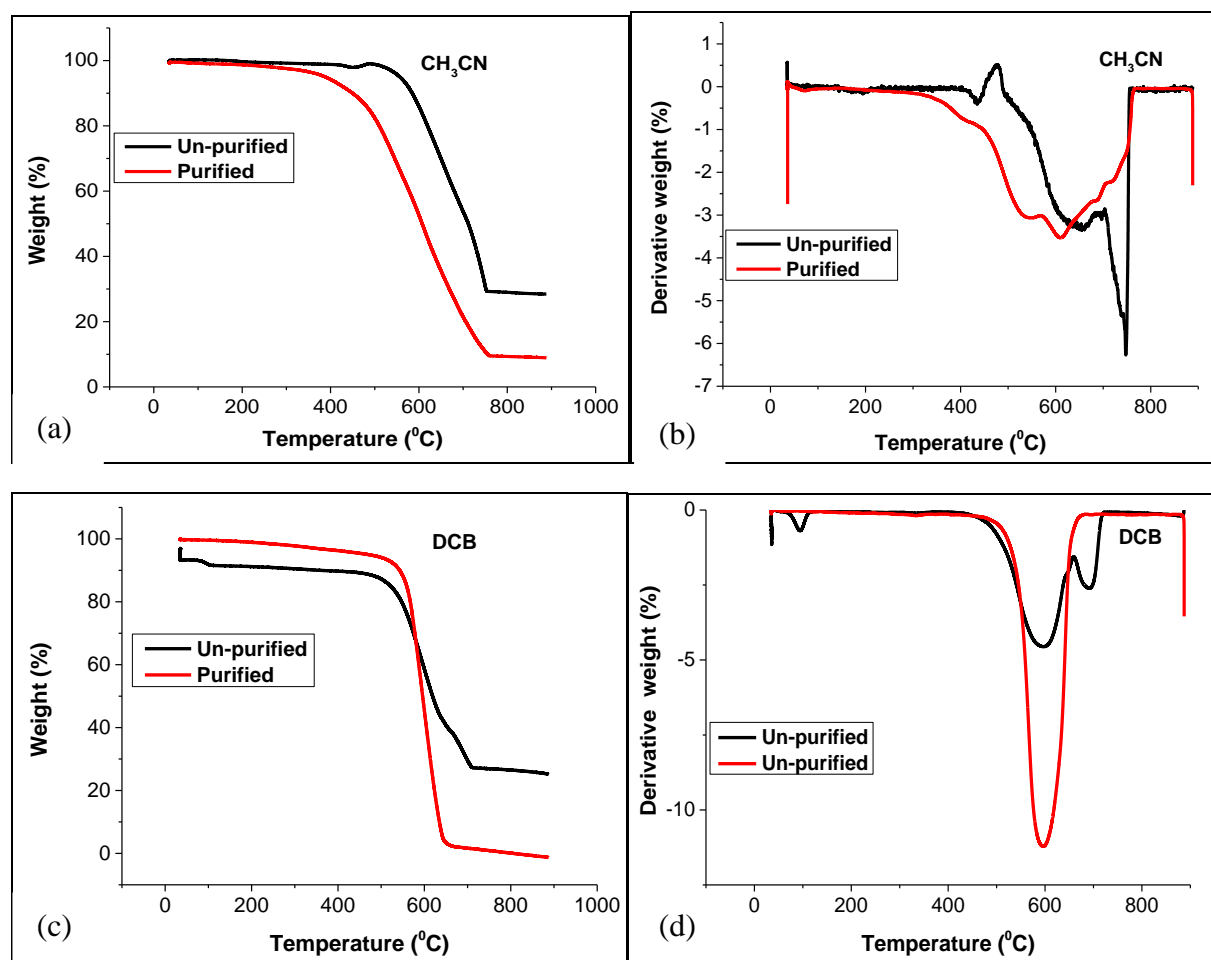 CH₃CN
Un-purified
Purified
Weight (%)
100
80
60
40
20
0
0
200
400
600
800
1000
Temperature (⁰C)
(a)
CH₃CN
Un-purified
Purified
Derivative weight (%)
1
0
-1
-2
-3
-4
-5
-6
-7
0
200
400
600
800
Temperature (⁰C)
(b)
DCB
Un-purified
Purified
Weight (%)
100
80
60
40
20
0
0
200
400
600
800
1000
Temperature (⁰C)
(c)
DCB
Un-purified
Un-purified
Derivative weight (%)
0
-5
-10
0
200
400
600
800
Temperature (⁰C)
(d)